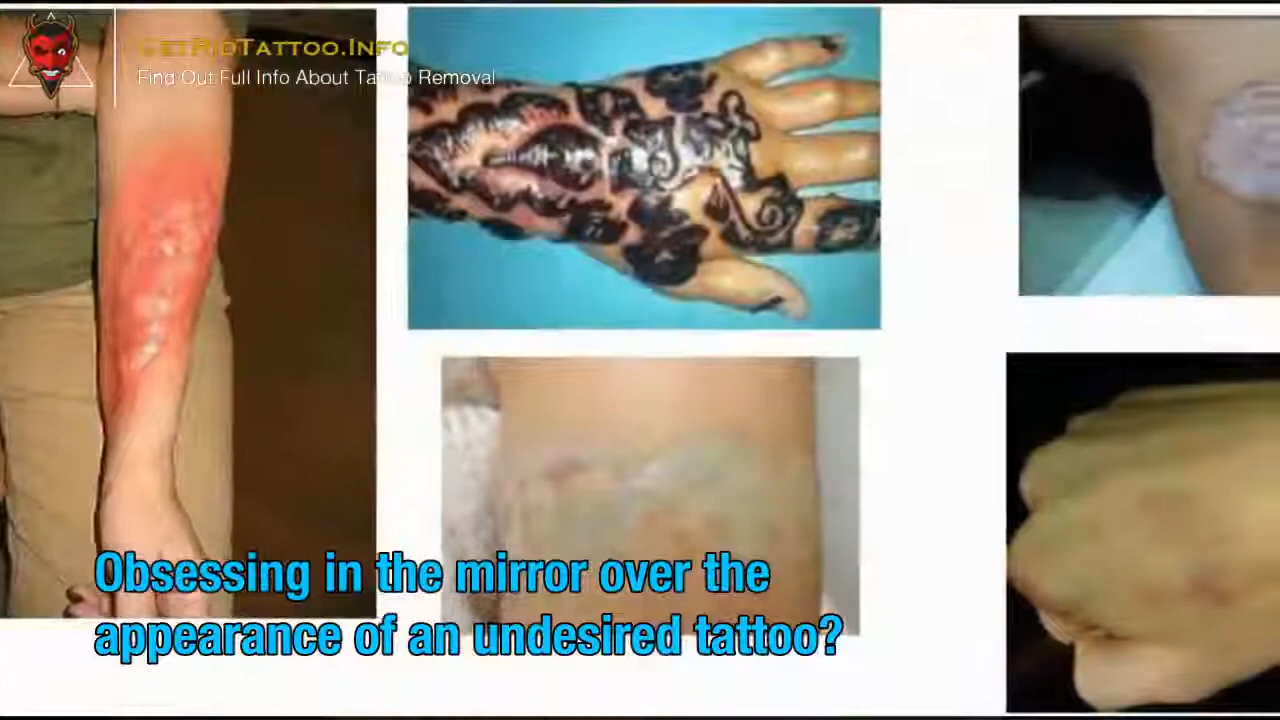 GetRidTattoo.Info
Find Out Full Info About Tattoo Removal
Obsessing in the mirror over the
appearance of an undesired tattoo?